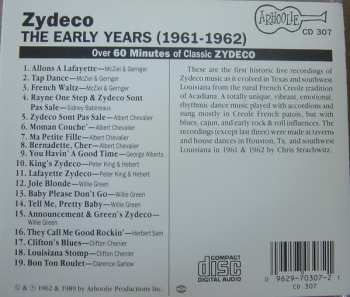 Zydeco
THE EARLY YEARS (1961-1962)
ARHOOLIE
CD 307
Over 60 Minutes of Classic ZYDECO
1. Allons A Lafayette—McZiel & Gernger
2. Tap Dance—McZiel & Gernger
3. French Waltz—McZiel & Gernger
4. Rayne One Step & Zydeco Sont
Pas Sale—Sidney Babineaux
5. Zydeco Sont Pas Sale—Albert Chevalier
6. Moman Couche'—Albert Chevalier
7. Ma Petite Fille—Albert Chevalier
8. Bernadette, Cher—Albert Chevalier
9. You Havin' A Good Time—George Alberts
10. King's Zydeco—Peter King & Hebert
11. Lafayette Zydeco—Peter King & Hebert
12. Jole Blonde—Willie Green
13. Baby Please Don't Go—Willie Green
14. Tell Me, Pretty Baby—Willie Green
15. Announcement & Green's Zydeco—
Willie Green
16. They Call Me Good Rockin'—Herbert Sam
17. Clifton's Blues—Clifton Chenier
18. Louisiana Stomp—Clifton Chenier
19. Bon Ton Roulet—Clarence Garlow
© & ℗ 1962 & 1989 by Arhoolie Productions Inc.
These are the first historic live recordings of
Zydeco music as it evolved in Texas and southwest
Louisiana from the rural French Creole tradition
of Acadiana. A totally unique, vibrant, emotional,
rhythmic dance music played with accordions and
sung mostly in Creole French patois, but with
blues, cajun, and early rock & roll influences. The
recordings (except last three) were made at taverns
and house dances in Houston, Tx. and southwest
Louisiana in 1961 & 1962 by Chris Strachwitz.
COMPACT
disc
DIGITAL AUDIO
0 9629-70307-2 1
CD 307